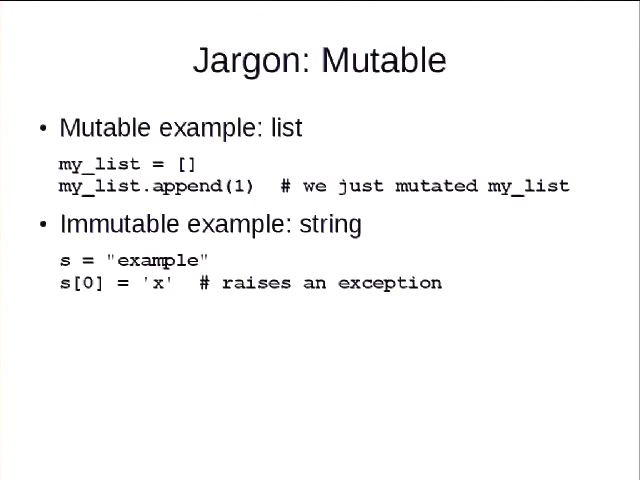 Jargon: Mutable
• Mutable example: list
my_list = []
my_list.append(1)  # we just mutated my_list
• Immutable example: string
s = "example"
s[0] = 'x'  # raises an exception